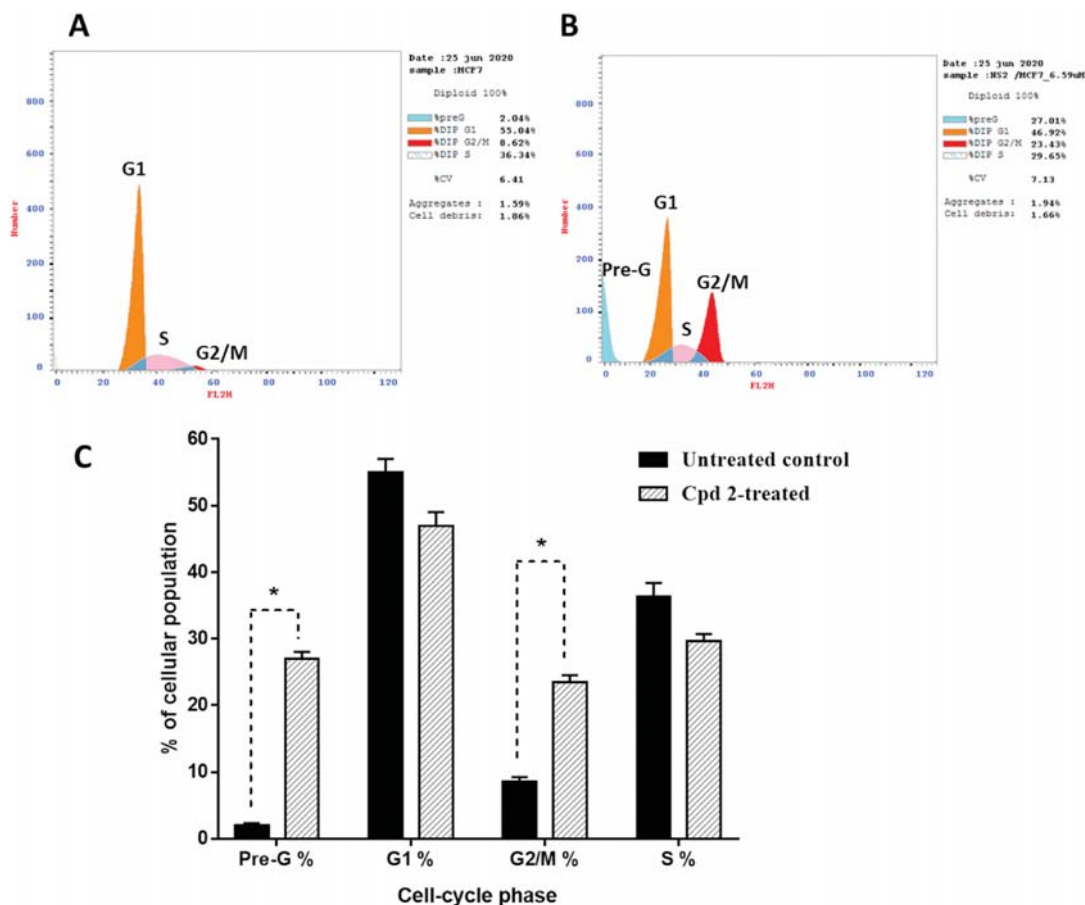 A
Date :25 jun 2020
sample :MCF7
Diploid 100%
%preG 2.04%
%DIP G1 55.04%
%DIP G2/M 8.62%
%DIP S 36.34%
%CV 6.41
Aggregates : 1.59%
Cell debris: 1.86%
Number
800
600
400
200
0
G1
S
G2/M
0 20 40 60 80 100 120
FL2H
B
Date :25 jun 2020
sample :NS2 /MCF7_6.59uM
Diploid 100%
%preG 27.01%
%DIP G1 46.92%
%DIP G2/M 23.43%
%DIP S 29.65%
%CV 7.13
Aggregates : 1.94%
Cell debris: 1.66%
Number
800
600
400
200
100
0
Pre-G
G1
S
G2/M
0 20 40 60 80 100 120
FL2H
C
Untreated control
Cpd 2-treated
% of cellular population
60
50
40
30
20
10
0
*
*
Pre-G % G1 % G2/M % S %
Cell-cycle phase